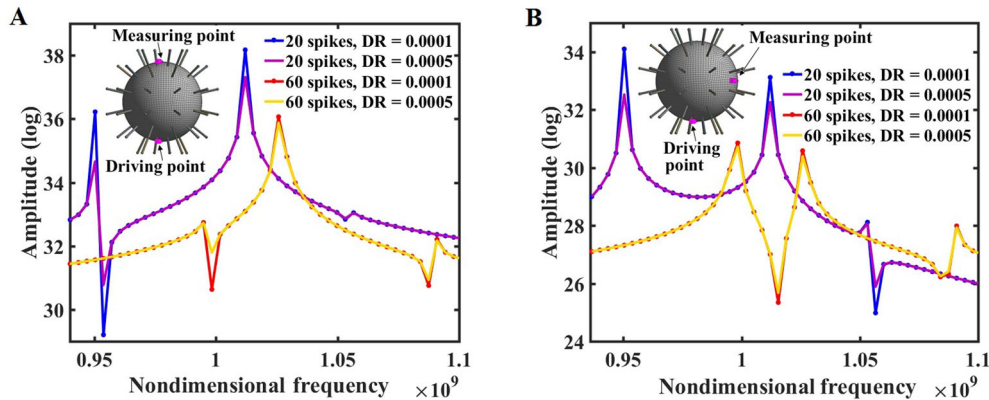 A
Measuring point
Driving point
20 spikes, DR = 0.0001
20 spikes, DR = 0.0005
60 spikes, DR = 0.0001
60 spikes, DR = 0.0005
Amplitude (log)
38
36
34
32
30
0.95
1
1.05
1.1
Nondimensional frequency
×10⁹
B
Measuring point
Driving
point
20 spikes, DR = 0.0001
20 spikes, DR = 0.0005
60 spikes, DR = 0.0001
60 spikes, DR = 0.0005
Amplitude (log)
34
32
30
28
26
24
0.95
1
1.05
1.1
Nondimensional frequency
×10⁹